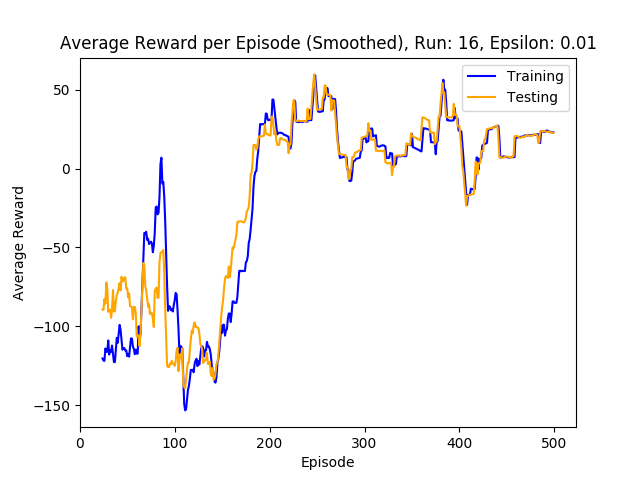 Average Reward per Episode (Smoothed), Run: 16, Epsilon: 0.01
Training
Testing
Average Reward
50
0
−50
−100
−150
0 100 200 300 400 500
Episode